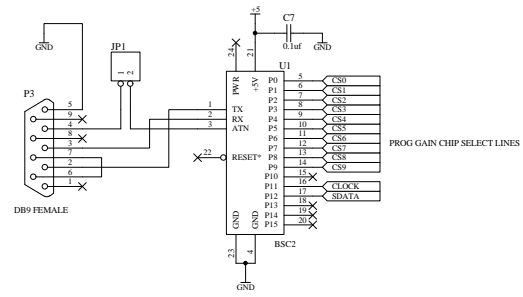 +5
C7
0.1uf
GND
GND
JP1
1
2
U1
24
21
PWR
+5V
P3
5
9
4
8
3
7
2
6
1
DB9 FEMALE
1 TX
2 RX
3 ATN
22 RESET*
P0 5 CS0
P1 6 CS1
P2 7 CS2
P3 8 CS3
P4 9 CS4
P5 10 CS5
P6 11 CS6
P7 12 CS7
P8 13 CS8
P9 14 CS9
P10 15
P11 16 CLOCK
P12 17 SDATA
P13 18
P14 19
P15 20
PROG GAIN CHIP SELECT LINES
GND
GND
23
4
BSC2
GND